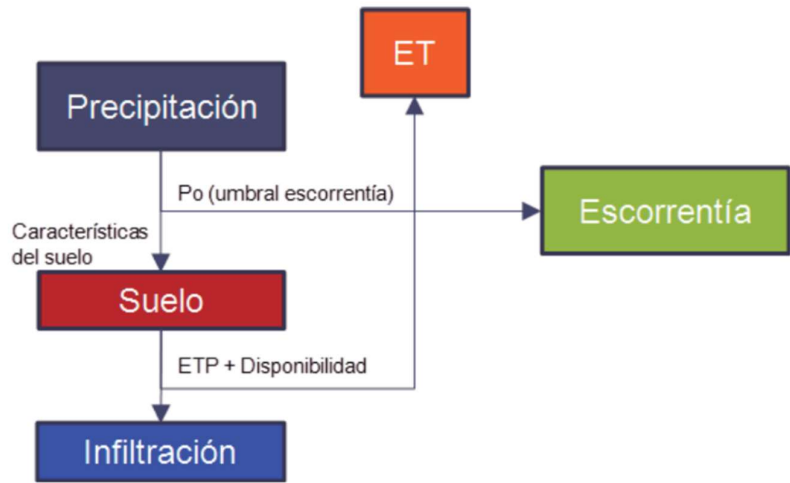 ET
Precipitación
Po (umbral escorrentía)
Escorrentía
Características
del suelo
Suelo
ETP + Disponibilidad
Infiltración